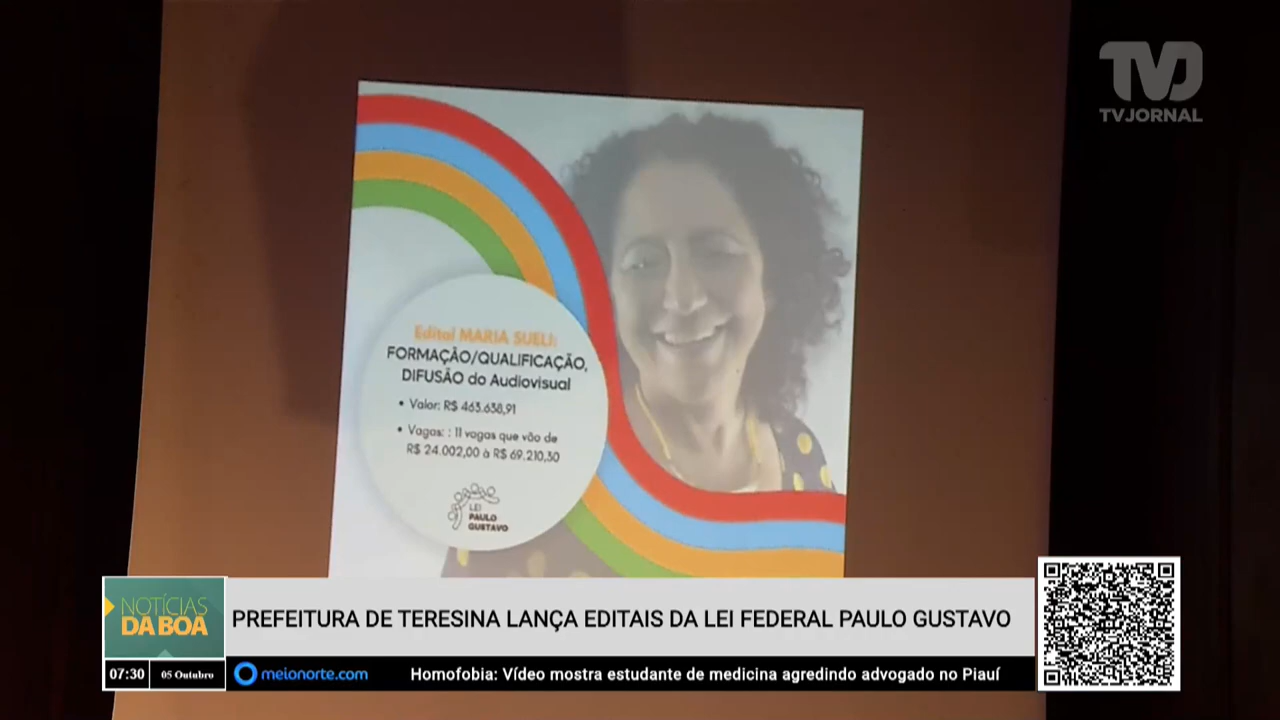 TVJ
TVJORNAL
Edital MARIA SUELI:
FORMAÇÃO/QUALIFICAÇÃO,
DIFUSÃO do Audiovisual
• Valor: R$ 463.638,91
• Vagas: : 11 vagas que vão de
R$ 24.002,00 à R$ 69.210,30
LEI
PAULO
GUSTAVO
NOTÍCIAS
DA BOA
PREFEITURA DE TERESINA LANÇA EDITAIS DA LEI FEDERAL PAULO GUSTAVO
07:30
05 Outubro
meionorte.com
Homofobia: Vídeo mostra estudante de medicina agredindo advogado no Piauí